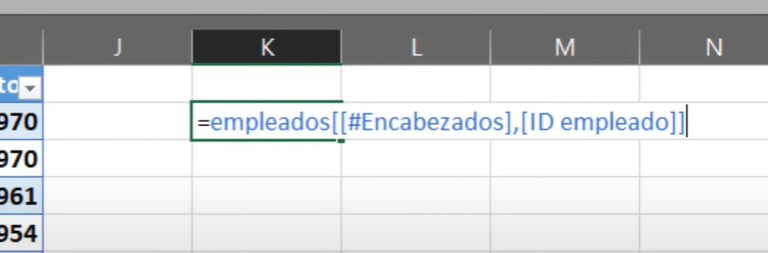 J K L M N
to
970 =empleados[[#Encabezados],[ID empleado]]
970
961
954